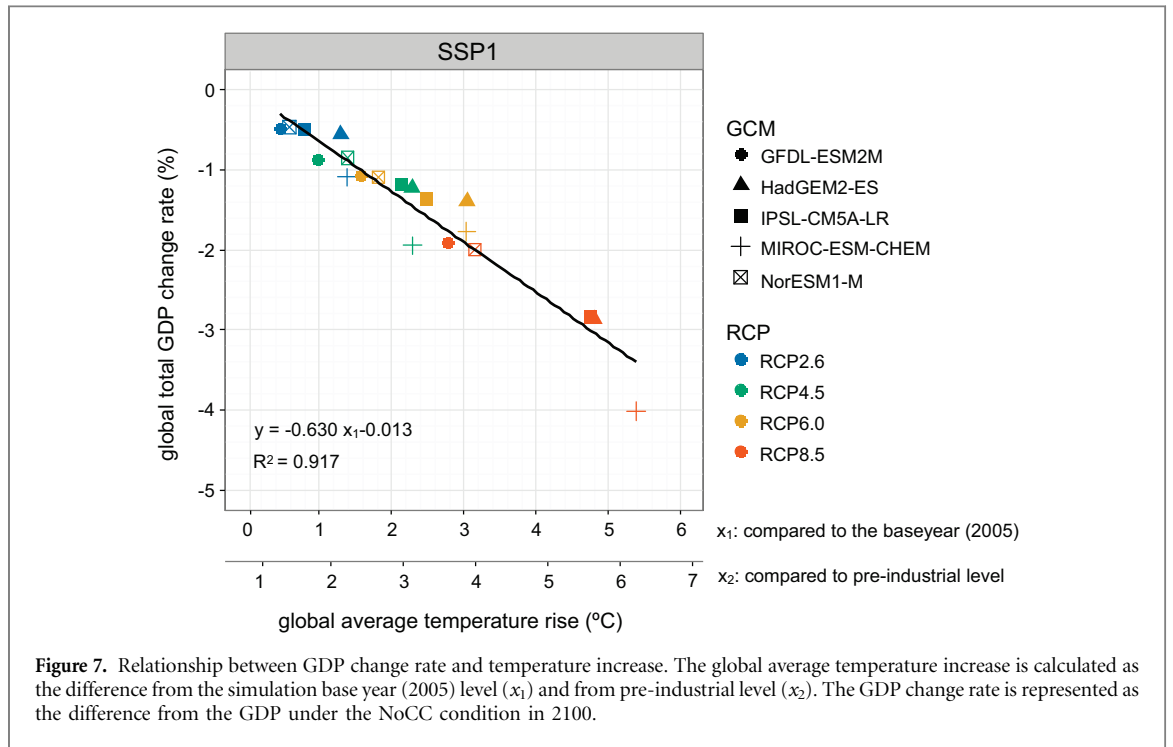 SSP1
global total GDP change rate (%)
0
-1
-2
-3
-4
-5
y = -0.630 x₁-0.013
R² = 0.917
0 1 2 3 4 5 6
x₁: compared to the baseyear (2005)
1 2 3 4 5 6 7
x₂: compared to pre-industrial level
global average temperature rise (ºC)
GCM
GFDL-ESM2M
HadGEM2-ES
IPSL-CM5A-LR
MIROC-ESM-CHEM
NorESM1-M
RCP
RCP2.6
RCP4.5
RCP6.0
RCP8.5
Figure 7. Relationship between GDP change rate and temperature increase. The global average temperature increase is calculated as
the difference from the simulation base year (2005) level (x₁) and from pre-industrial level (x₂). The GDP change rate is represented as
the difference from the GDP under the NoCC condition in 2100.